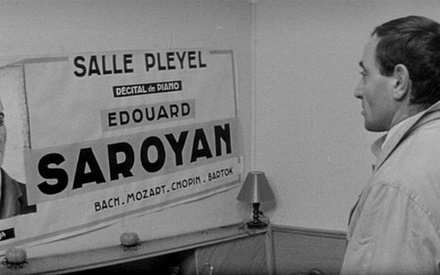 SALLE PLEYEL
RÉCITAL de PIANO
EDOUARD
SAROYAN
BACH. MOZART. CHOPIN. BARTOK